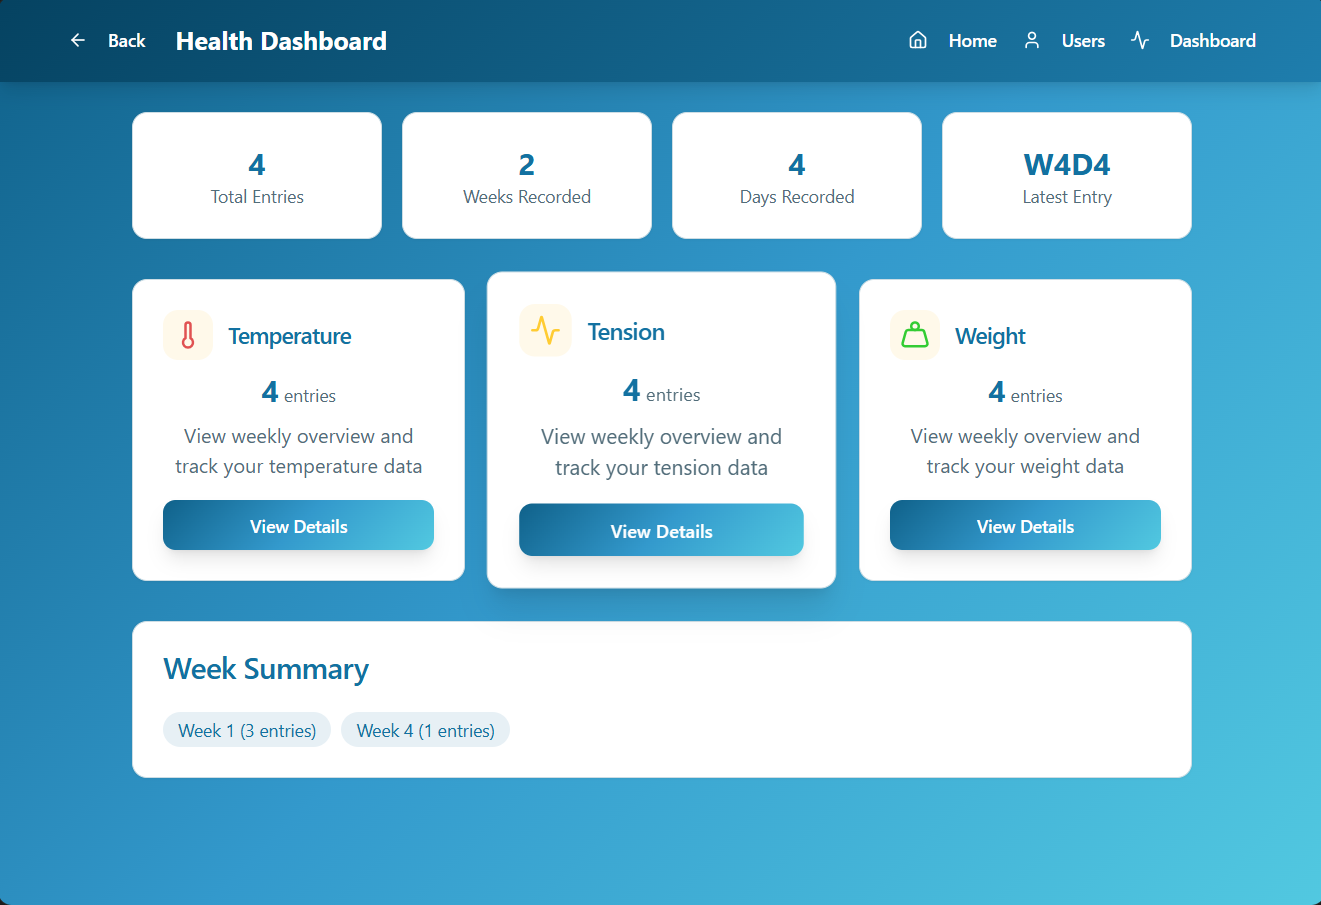 Back
Health Dashboard
Home
Users
Dashboard
4
Total Entries
2
Weeks Recorded
4
Days Recorded
W4D4
Latest Entry
Temperature
4 entries
View weekly overview and
track your temperature data
View Details
Tension
4 entries
View weekly overview and
track your tension data
View Details
Weight
4 entries
View weekly overview and
track your weight data
View Details
Week Summary
Week 1 (3 entries)
Week 4 (1 entries)